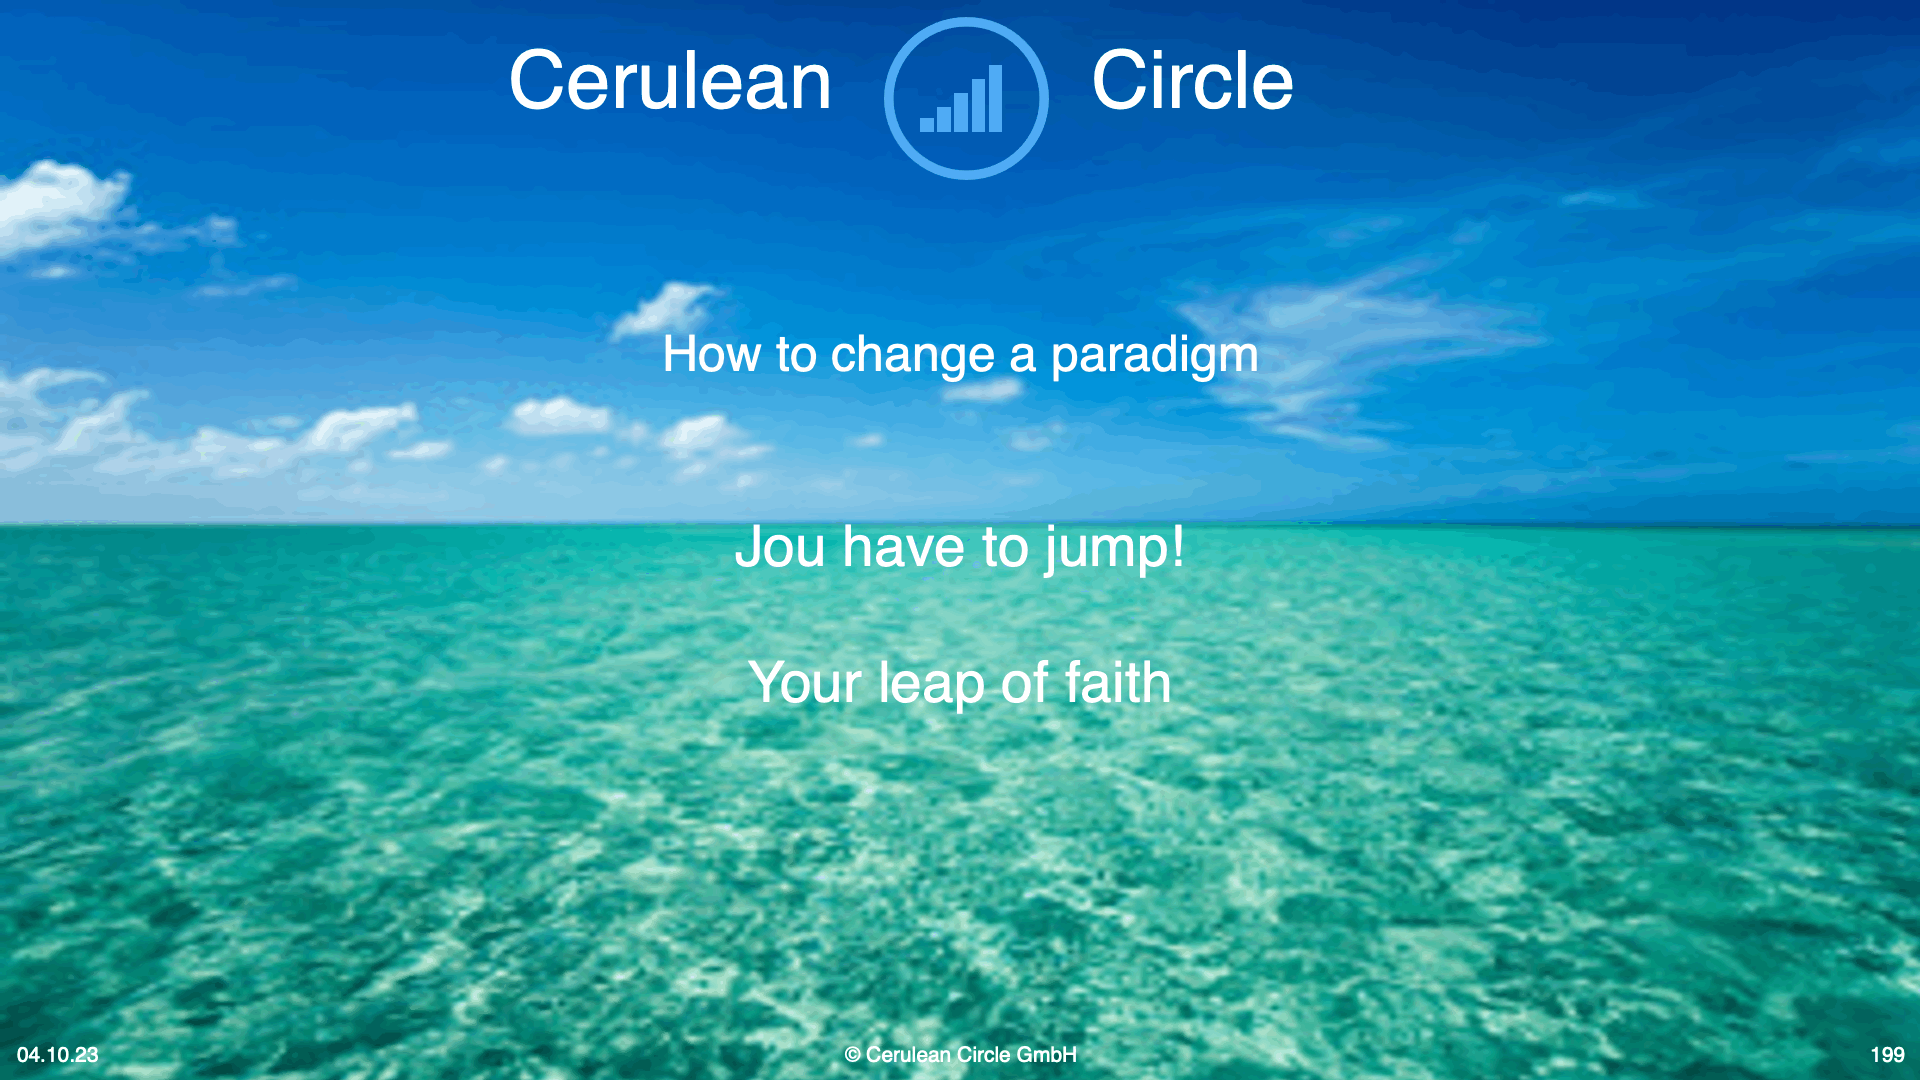 Cerulean Circle
How to change a paradigm
Jou have to jump!
Your leap of faith
04.10.23
© Cerulean Circle GmbH
199